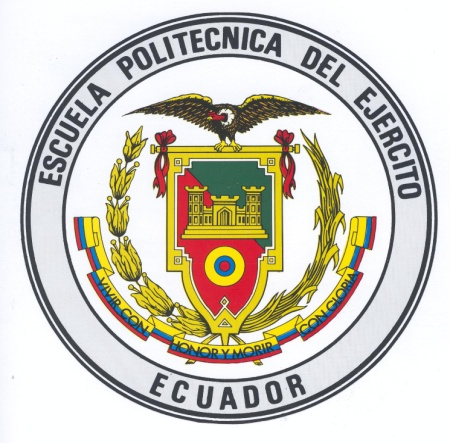 ESCUELA POLITECNICA DEL EJERCITO
VIVIR CON HONOR Y MORIR CON GLORIA
ECUADOR